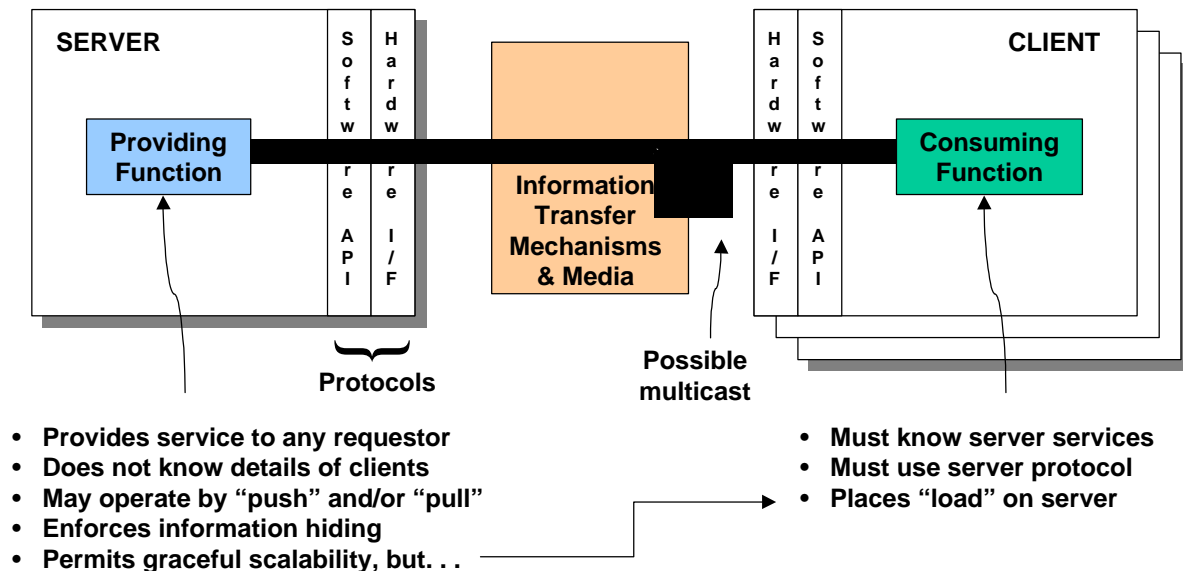 SERVER
Software API
Hardware I/F
Providing
Function
Information
Transfer
Mechanisms
& Media
Hardware I/F
Software API
CLIENT
Consuming
Function
Protocols
Possible
multicast
• Provides service to any requestor
• Does not know details of clients
• May operate by “push” and/or “pull”
• Enforces information hiding
• Permits graceful scalability, but. . .
• Must know server services
• Must use server protocol
• Places “load” on server